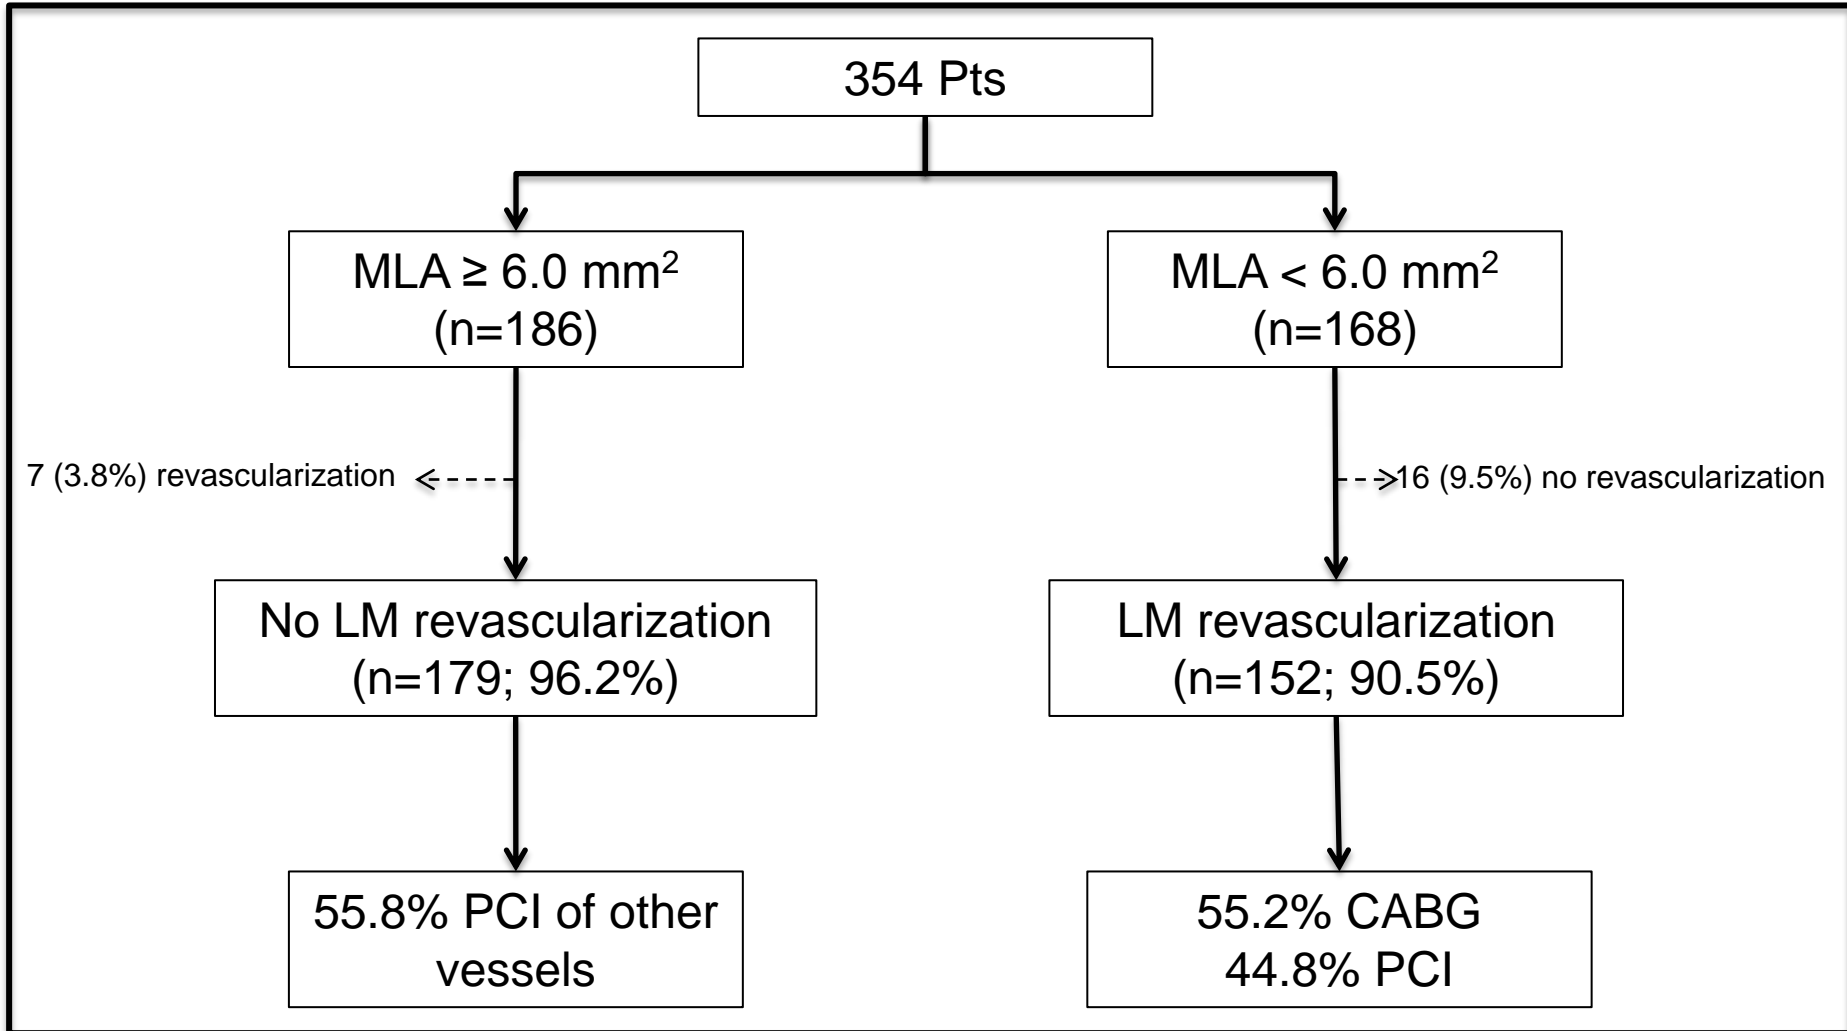 354 Pts
MLA ≥ 6.0 mm²
(n=186)
MLA < 6.0 mm²
(n=168)
7 (3.8%) revascularization
16 (9.5%) no revascularization
No LM revascularization
(n=179; 96.2%)
LM revascularization
(n=152; 90.5%)
55.8% PCI of other
vessels
55.2% CABG
44.8% PCI